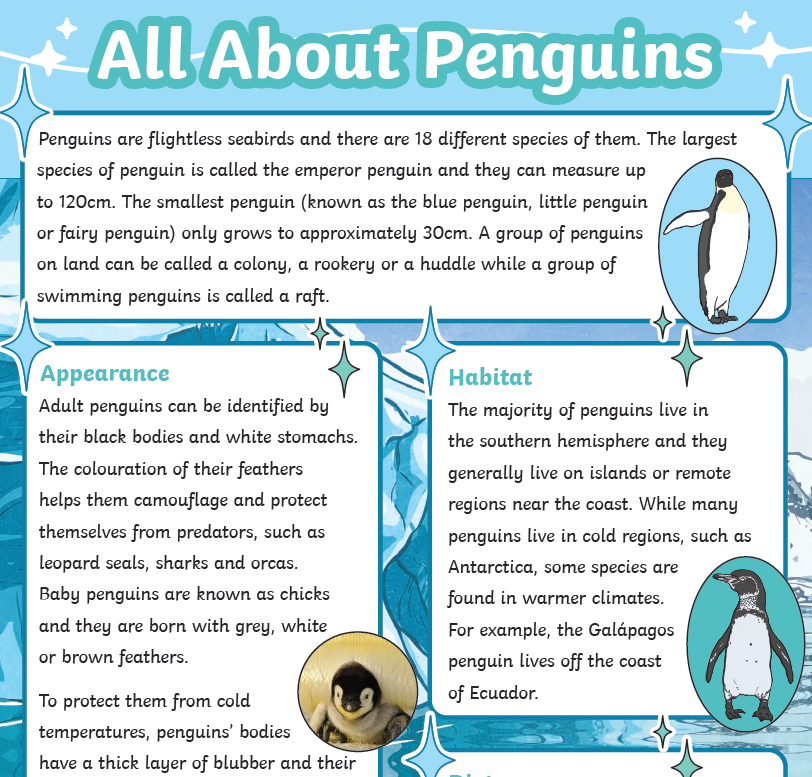 All About Penguins
Penguins are flightless seabirds and there are 18 different species of them. The largest
species of penguin is called the emperor penguin and they can measure up
to 120cm. The smallest penguin (known as the blue penguin, little penguin
or fairy penguin) only grows to approximately 30cm. A group of penguins
on land can be called a colony, a rookery or a huddle while a group of
swimming penguins is called a raft.
Appearance
Adult penguins can be identified by
their black bodies and white stomachs.
The colouration of their feathers
helps them camouflage and protect
themselves from predators, such as
leopard seals, sharks and orcas.
Baby penguins are known as chicks
and they are born with grey, white
or brown feathers.
To protect them from cold
temperatures, penguins’ bodies
have a thick layer of blubber and their
Habitat
The majority of penguins live in
the southern hemisphere and they
generally live on islands or remote
regions near the coast. While many
penguins live in cold regions, such as
Antarctica, some species are
found in warmer climates.
For example, the Galápagos
penguin lives off the coast
of Ecuador.